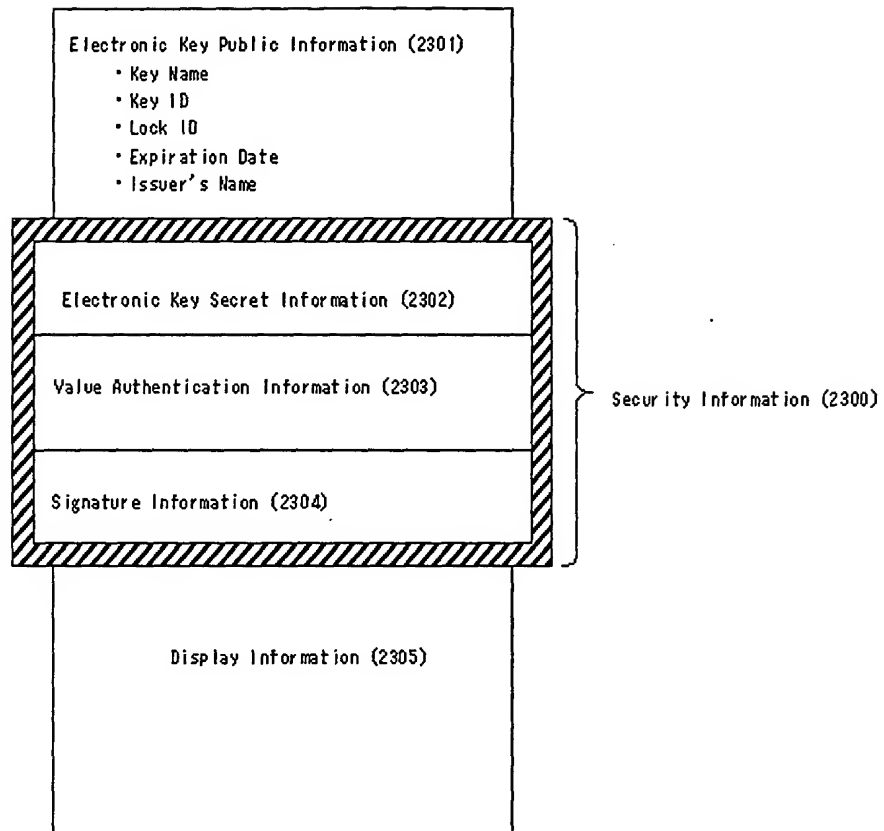 Electronic Key Public Information (2301)
・Key Name
・Key ID
・Lock ID
・Expiration Date
・Issuer's Name
Electronic Key Secret Information (2302)
Value Authentication Information (2303)
Security Information (2300)
Signature Information (2304)
Display Information (2305)